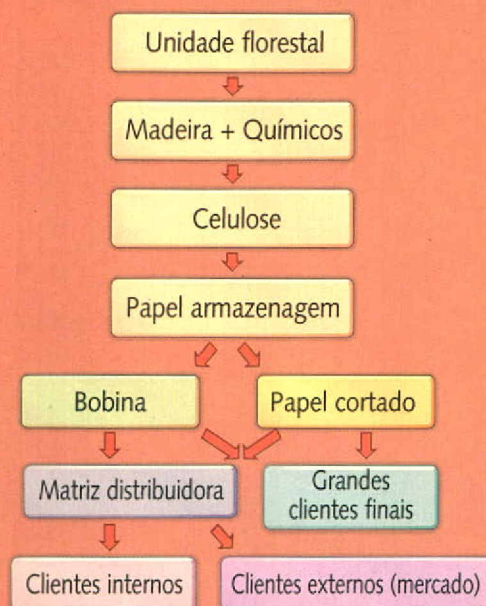 Unidade florestal
Madeira + Químicos
Celulose
Papel armazenagem
Bobina
Papel cortado
Matriz distribuidora
Grandes
clientes finais
Clientes internos
Clientes externos (mercado)